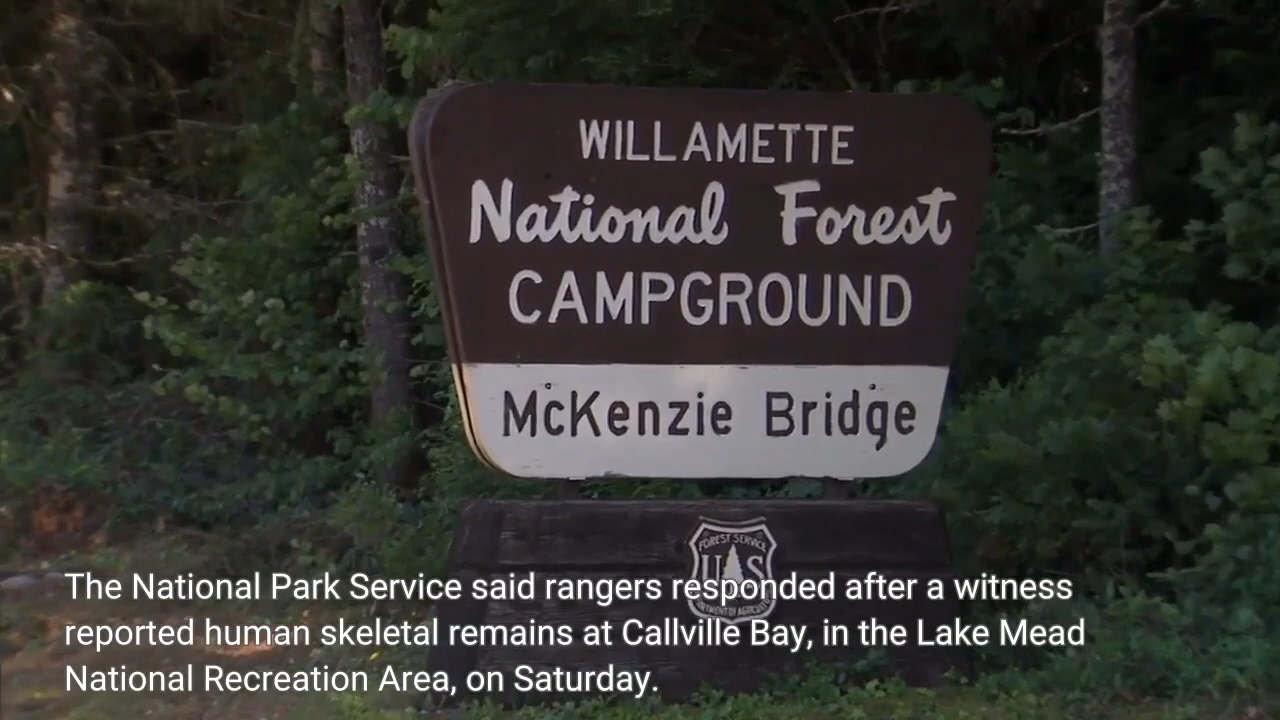 WILLAMETTE
National Forest
CAMPGROUND
McKenzie Bridge
FOREST SERVICE
U S
The National Park Service said rangers responded after a witness
reported human skeletal remains at Callville Bay, in the Lake Mead
National Recreation Area, on Saturday.